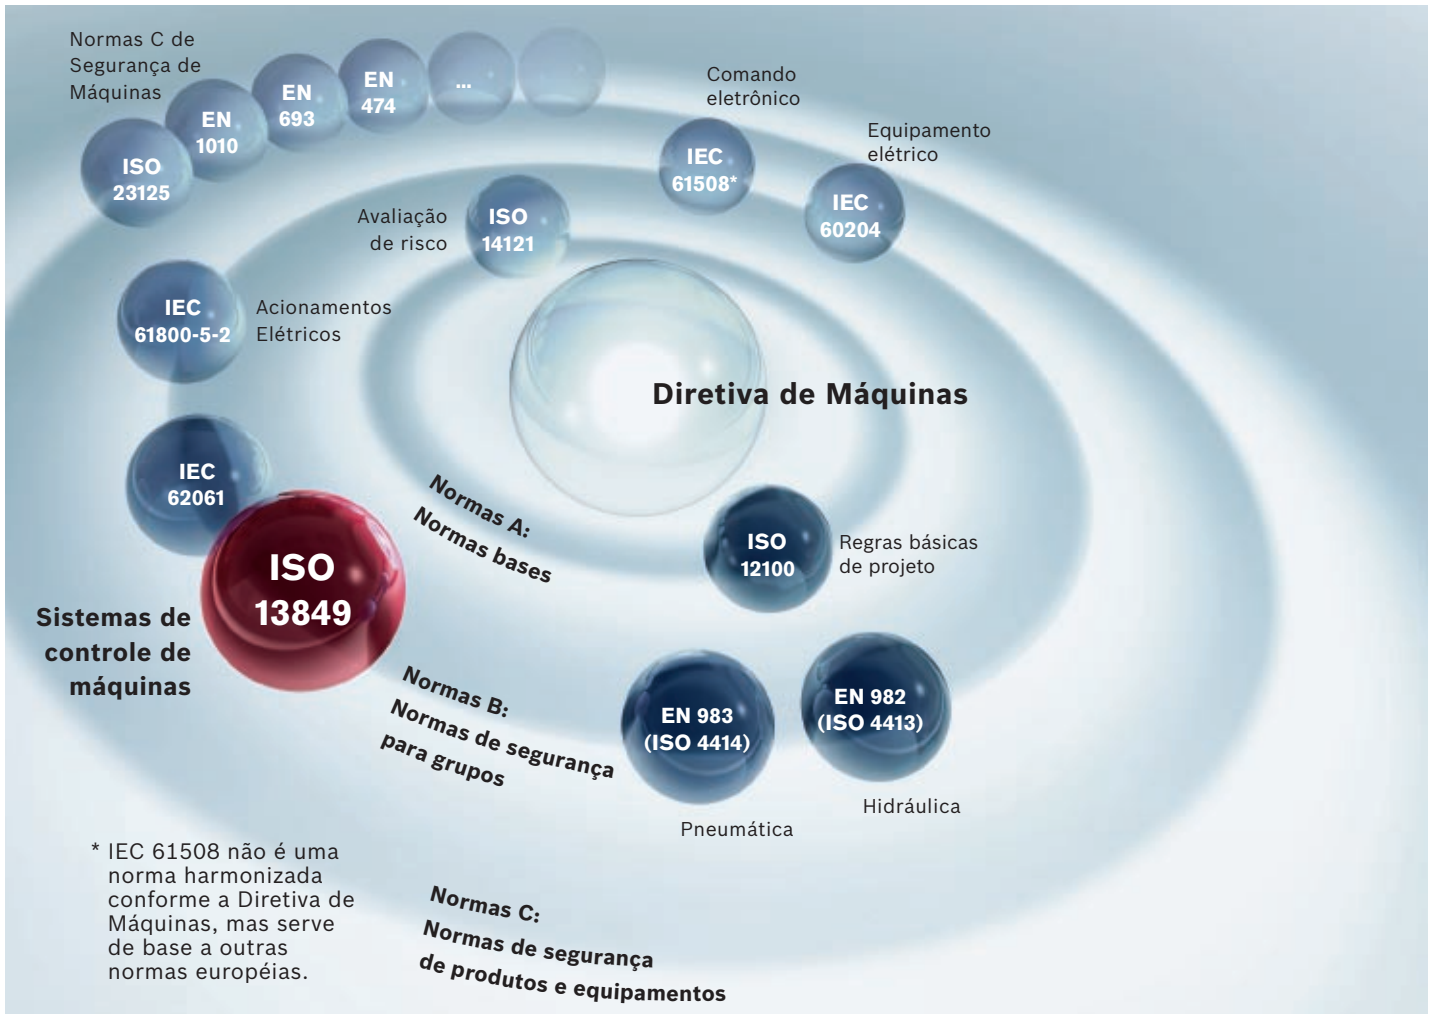 Normas C de
Segurança de
Máquinas
ISO
23125
EN
1010
EN
693
EN
474
...
Comando
eletrônico
IEC
61508*
Equipamento
elétrico
IEC
60204
Avaliação
de risco
ISO
14121
IEC
61800-5-2
Acionamentos
Elétricos
Diretiva de Máquinas
IEC
62061
ISO
13849
Sistemas de
controle de
máquinas
Normas A:
Normas bases
ISO
12100
Regras básicas
de projeto
Normas B:
Normas de segurança
para grupos
EN 983
(ISO 4414)
Pneumática
EN 982
(ISO 4413)
Hidráulica
* IEC 61508 não é uma
norma harmonizada
conforme a Diretiva de
Máquinas, mas serve
de base a outras
normas européias.
Normas C:
Normas de segurança
de produtos e equipamentos